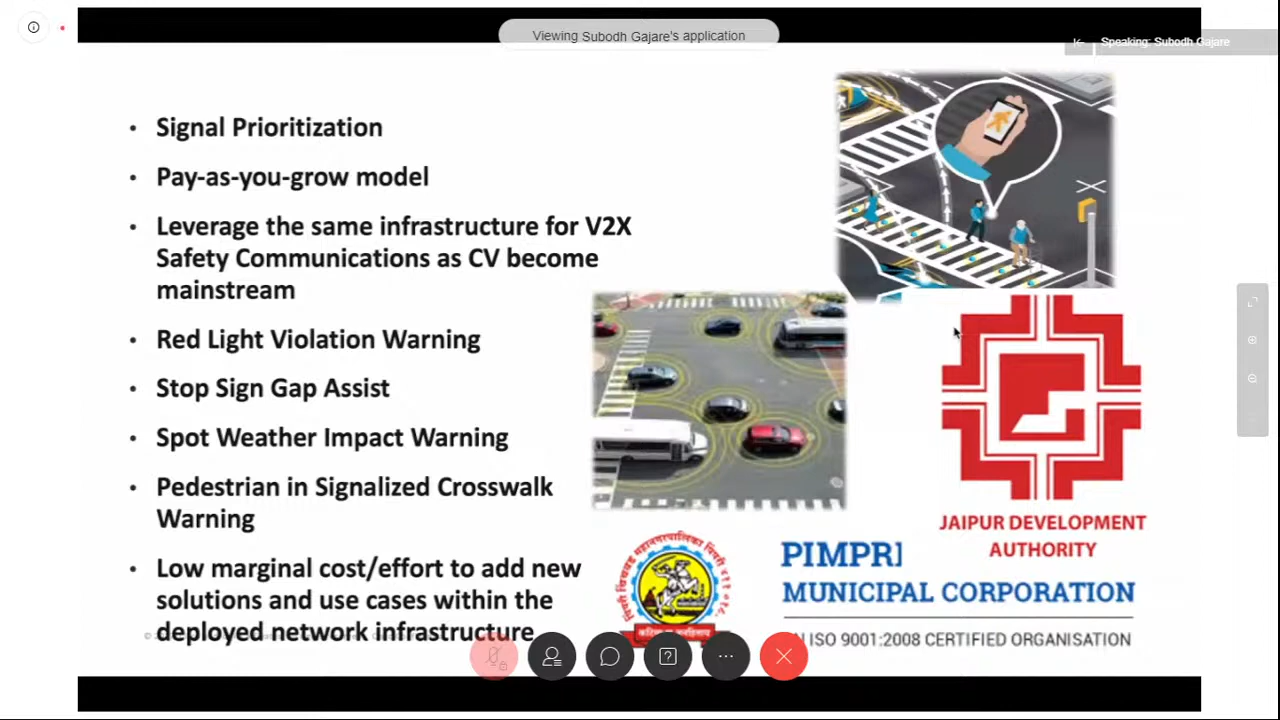 Viewing Subodh Gajare's application
Speaking: Subodh Gajare
• Signal Prioritization
• Pay-as-you-grow model
• Leverage the same infrastructure for V2X
Safety Communications as CV become
mainstream
• Red Light Violation Warning
• Stop Sign Gap Assist
• Spot Weather Impact Warning
• Pedestrian in Signalized Crosswalk
Warning
• Low marginal cost/effort to add new
solutions and use cases within the
deployed network infrastructure
JAIPUR DEVELOPMENT
AUTHORITY
PIMPRI
MUNICIPAL CORPORATION
ISO 9001:2008 CERTIFIED ORGANISATION